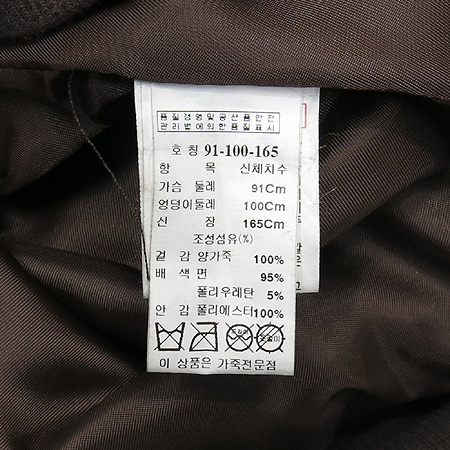 품질경영및공산품안전
관리법에의한품질표시
호 칭 91-100-165
항 목 신체치수
가슴 둘레 91Cm
엉덩이둘레 100Cm
신 장 165Cm
조성섬유(%)
겉 감 양가죽 100%
배 색 면 95%
폴리우레탄 5%
안 감 폴리에스터 100%
이 상품은 가죽전문점